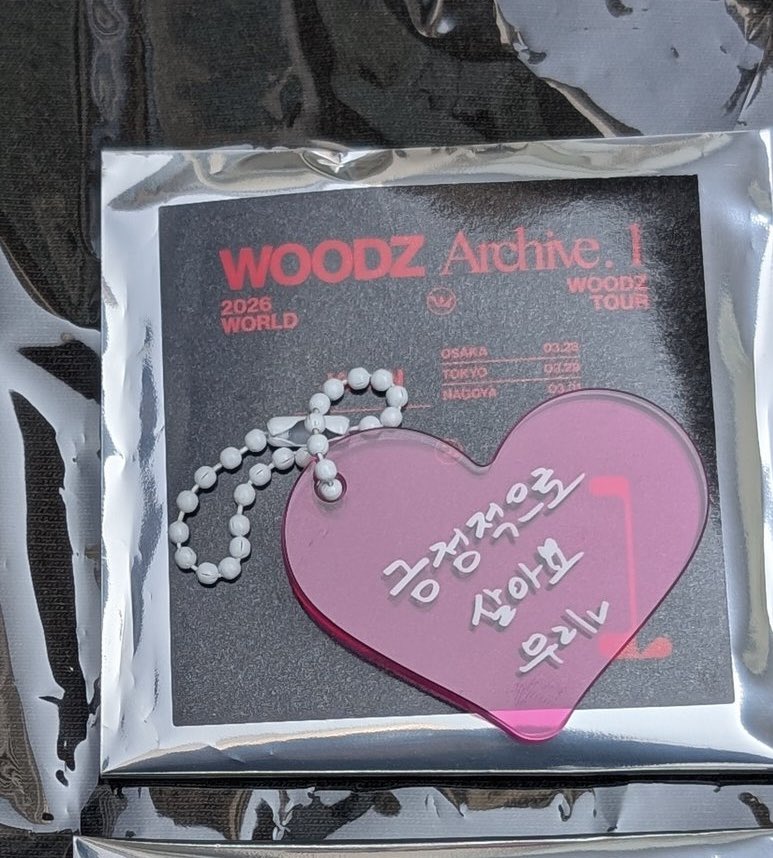 WOODZ Archive. 1
2026 WORLD
WOODZ TOUR
OSAKA
TOKYO
NAGOYA
긍정적으로
살아요
우리